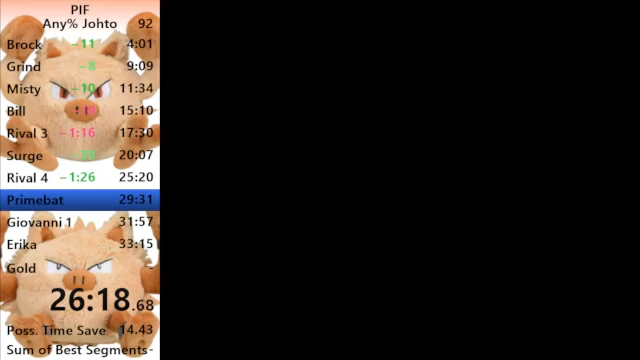 PIF
Any% Johto 92
Brock −11 4:01
Grind −8 9:09
Misty −10 11:34
Bill 15:10
Rival 3 −1:16 17:30
Surge 20:07
Rival 4 −1:26 25:20
Primebat 29:31
Giovanni 1 31:57
Erika 33:15
Gold
26:18.68
Poss. Time Save 14.43
Sum of Best Segments-